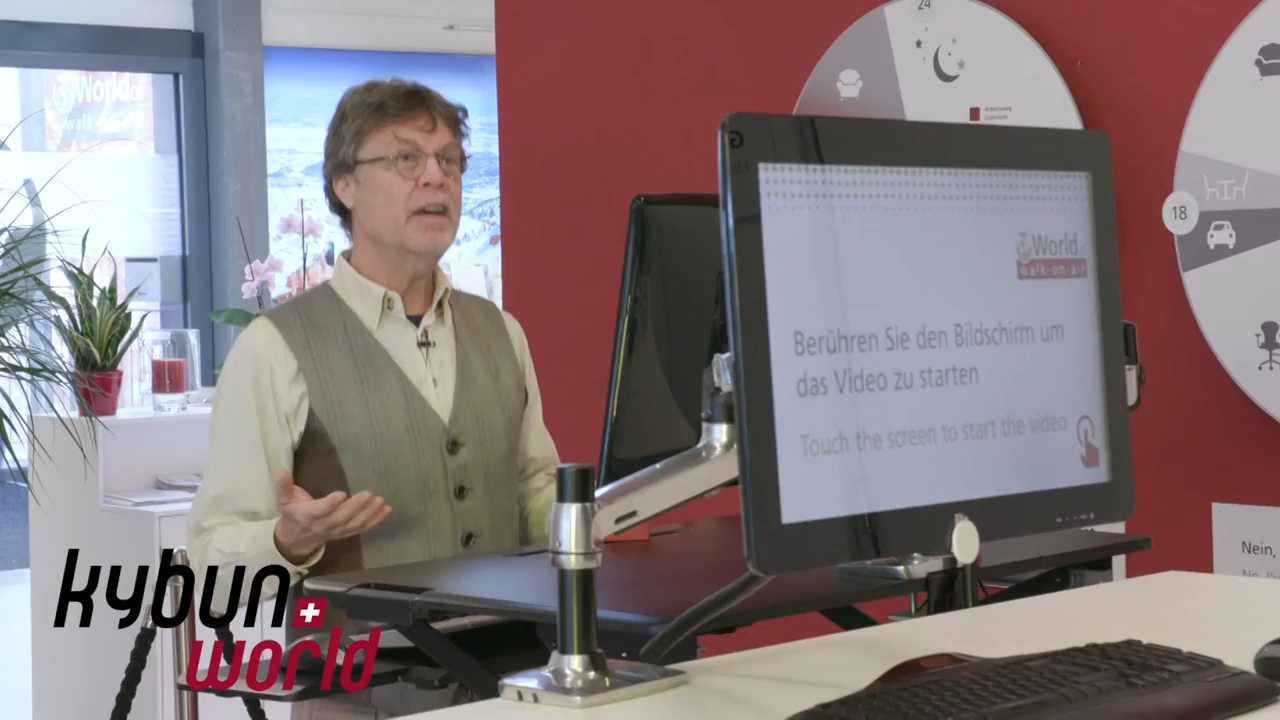 World
24
World
walk-on-air
18
Berühren Sie den Bildschirm um
das Video zu starten
Touch the screen to start the video
Nein,
kybun
world